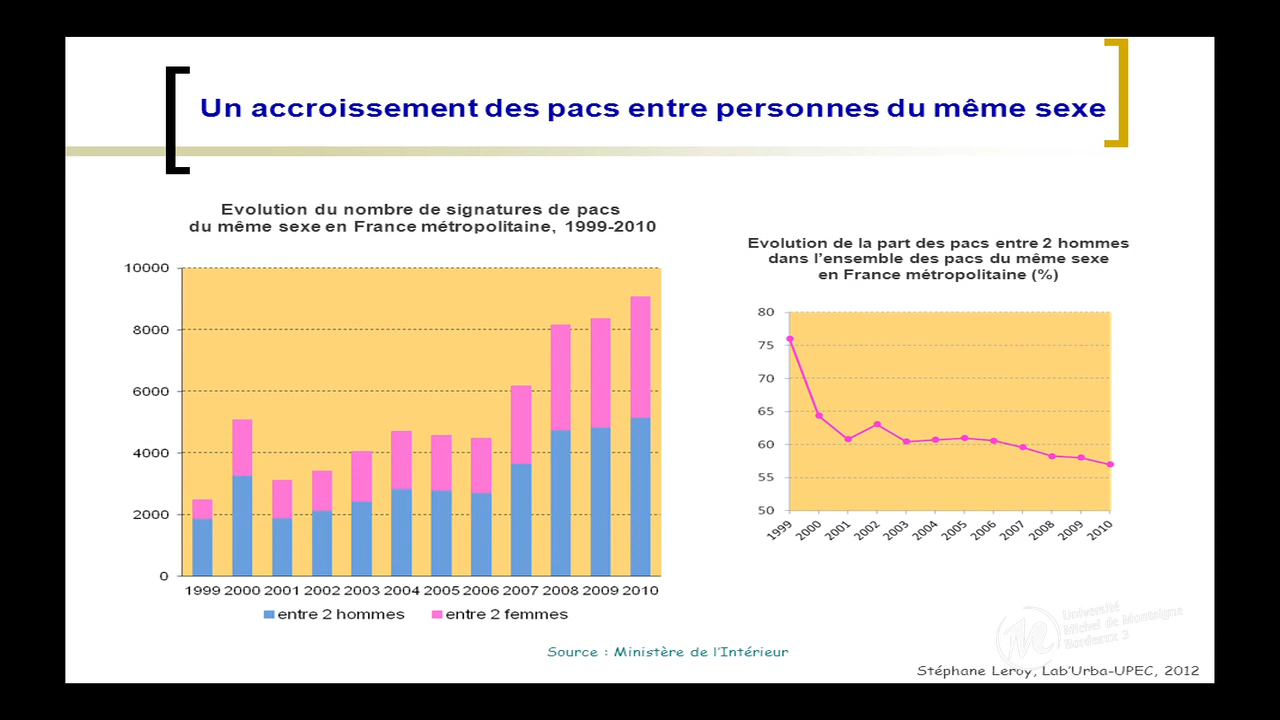 Un accroissement des pacs entre personnes du même sexe
Evolution du nombre de signatures de pacs
du même sexe en France métropolitaine, 1999-2010
10000
8000
6000
4000
2000
0
1999 2000 2001 2002 2003 2004 2005 2006 2007 2008 2009 2010
entre 2 hommes entre 2 femmes
Evolution de la part des pacs entre 2 hommes
dans l'ensemble des pacs du même sexe
en France métropolitaine (%)
80
75
70
65
60
55
50
1999 2000 2001 2002 2003 2004 2005 2006 2007 2008 2009 2010
Université
Michel de Montaigne
Bordeaux 3
Source : Ministère de l'Intérieur
Stéphane Leroy, Lab'Urba-UPEC, 2012